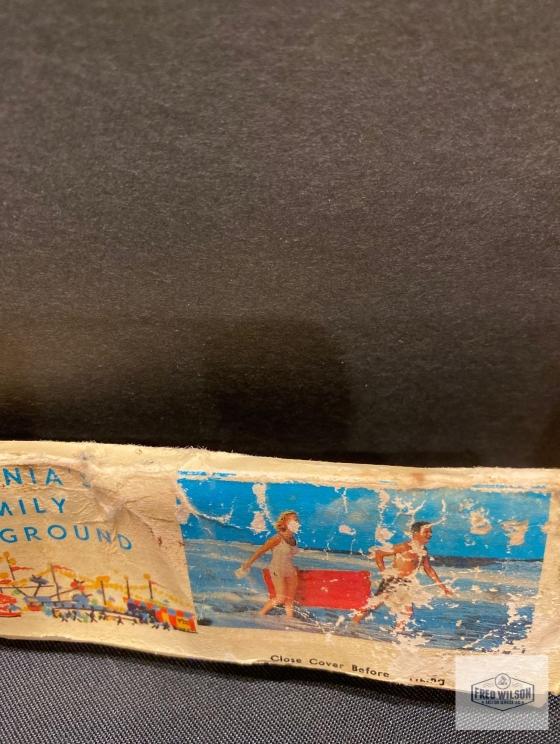 NIA
MILY
GROUND
Close Cover Before
FRED WILSON